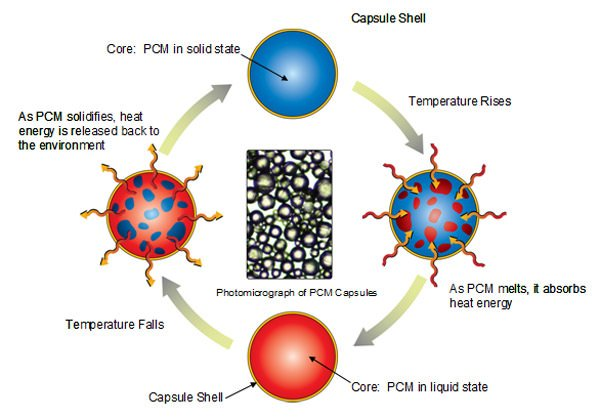 Capsule Shell
Core: PCM in solid state
Temperature Rises
As PCM solidifies, heat
energy is released back to
the environment
Photomicrograph of PCM Capsules
As PCM melts, it absorbs
heat energy
Temperature Falls
Core: PCM in liquid state
Capsule Shell